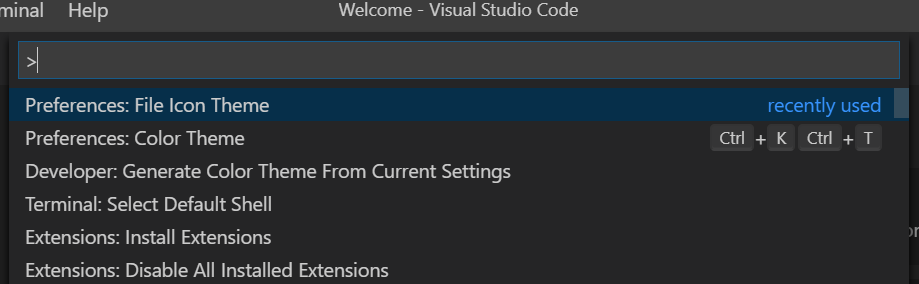 Help Welcome - Visual Studio Code
>
Preferences: File Icon Theme recently used
Preferences: Color Theme Ctrl + K Ctrl + T
Developer: Generate Color Theme From Current Settings
Terminal: Select Default Shell
Extensions: Install Extensions
Extensions: Disable All Installed Extensions